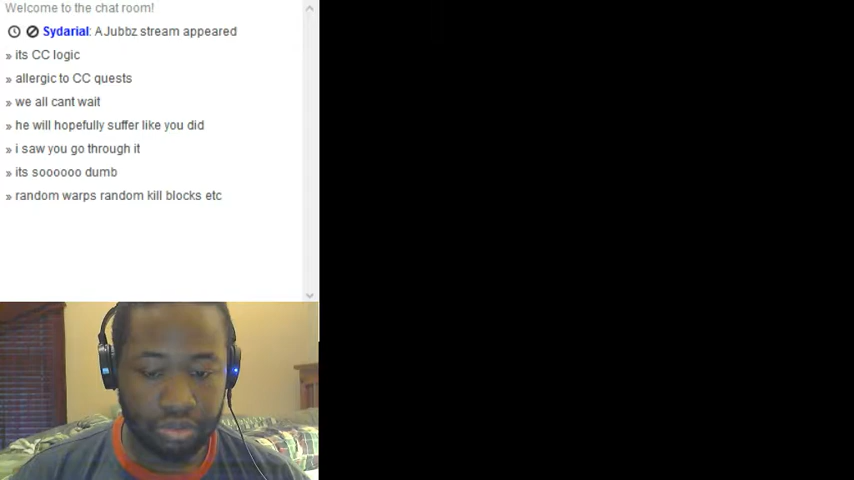 Welcome to the chat room!
Sydarial: A Jubbz stream appeared
» its CC logic
» allergic to CC quests
» we all cant wait
» he will hopefully suffer like you did
» i saw you go through it
» its soooooo dumb
» random warps random kill blocks etc